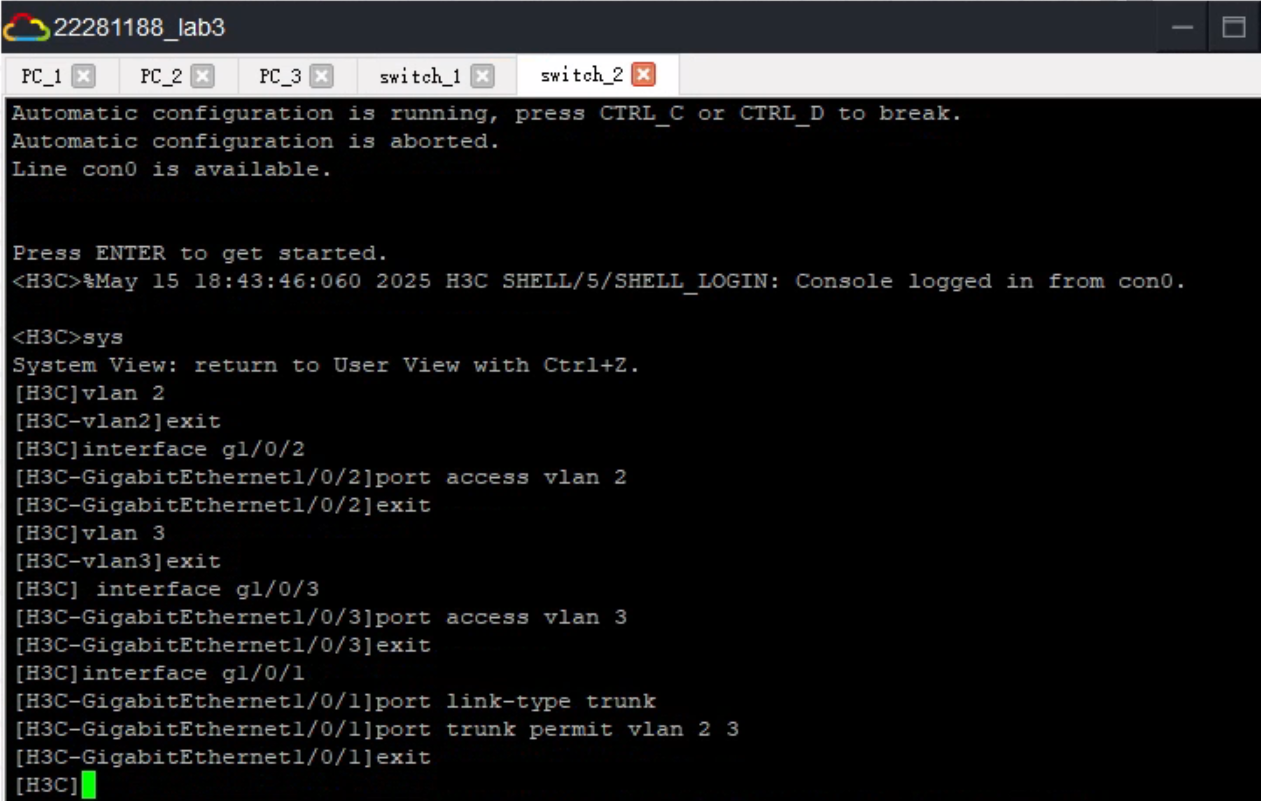 22281188_lab3
PC_1 PC_2 PC_3 switch_1 switch_2
Automatic configuration is running, press CTRL_C or CTRL_D to break.
Automatic configuration is aborted.
Line con0 is available.
Press ENTER to get started.
<H3C>%May 15 18:43:46:060 2025 H3C SHELL/5/SHELL_LOGIN: Console logged in from con0.
<H3C>sys
System View: return to User View with Ctrl+Z.
[H3C]vlan 2
[H3C-vlan2]exit
[H3C]interface g1/0/2
[H3C-GigabitEthernet1/0/2]port access vlan 2
[H3C-GigabitEthernet1/0/2]exit
[H3C]vlan 3
[H3C-vlan3]exit
[H3C] interface g1/0/3
[H3C-GigabitEthernet1/0/3]port access vlan 3
[H3C-GigabitEthernet1/0/3]exit
[H3C]interface g1/0/1
[H3C-GigabitEthernet1/0/1]port link-type trunk
[H3C-GigabitEthernet1/0/1]port trunk permit vlan 2 3
[H3C-GigabitEthernet1/0/1]exit
[H3C]